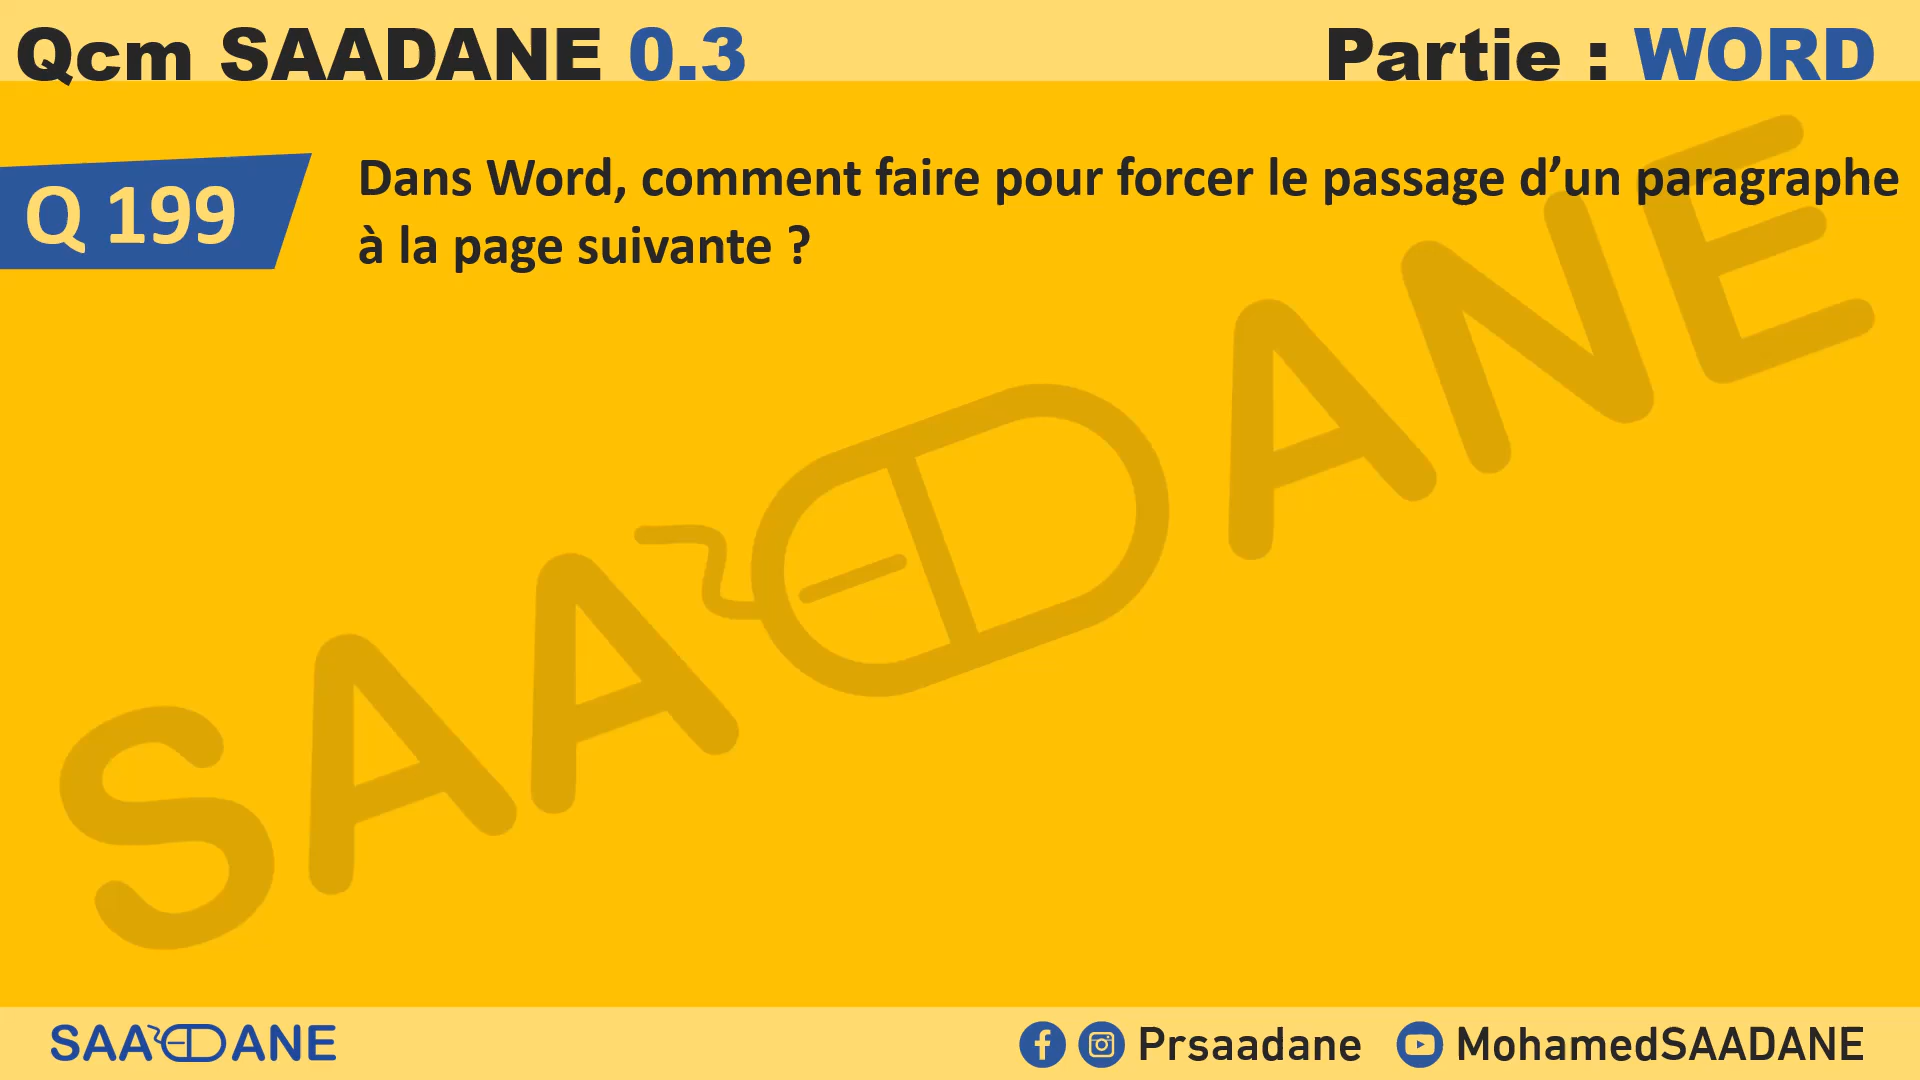 Qcm SAADANE 0.3
Partie : WORD
Q 199
Dans Word, comment faire pour forcer le passage d’un paragraphe
à la page suivante ?
SAADANE
SAADANE
Prsaadane
MohamedSAADANE